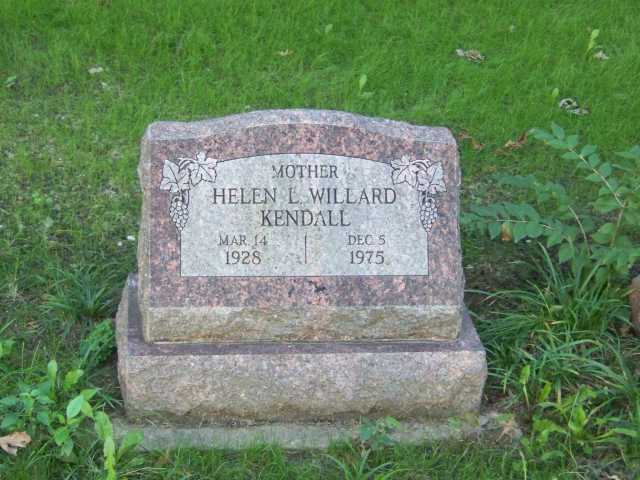 MOTHER
HELEN L. WILLARD
KENDALL
MAR. 14 DEC. 5
1928 1975